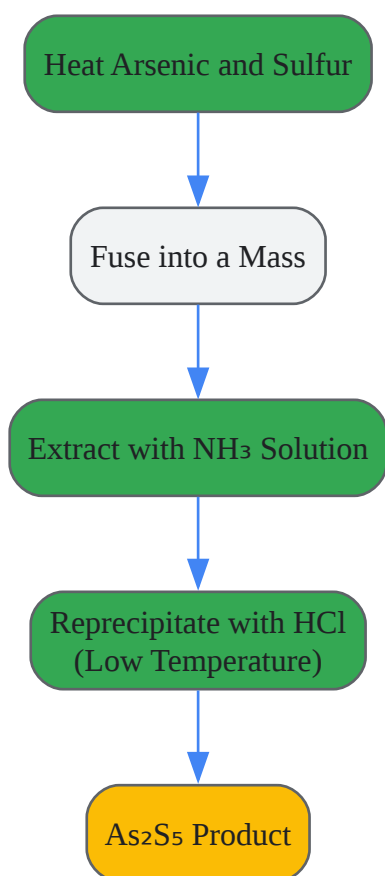 Heat Arsenic and Sulfur
Fuse into a Mass
Extract with NH₃ Solution
Reprecipitate with HCl
(Low Temperature)
As₂S₅ Product